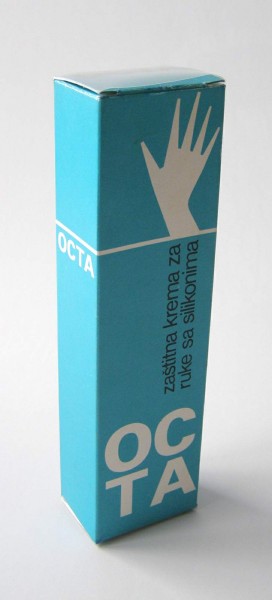 OCTA
zaštitna krema za
ruke sa silikonima
OC
TA